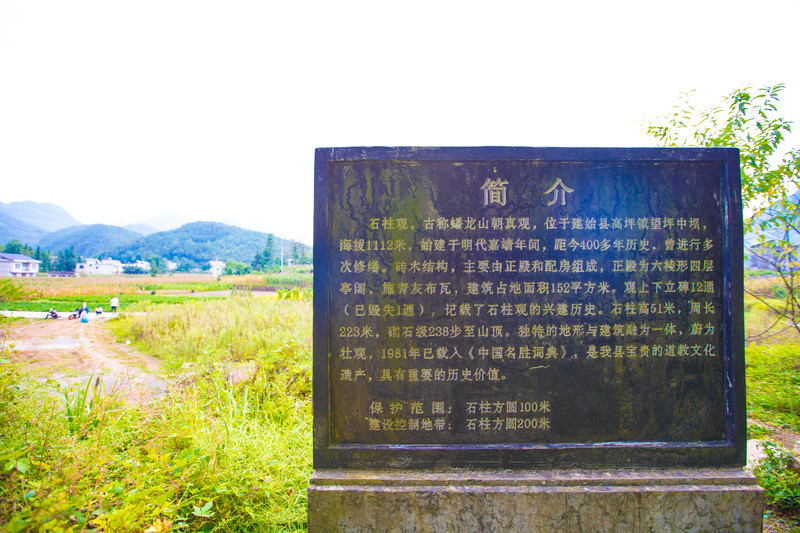 简介
石柱观，古称蟠龙山朝真观，位于建始县高坪镇望坪中坝，
海拔1112米，始建于明代嘉靖年间，距今400多年历史。曾进行多
次修缮。砖木结构，主要由正殿和配房组成，正殿为六棱形四层
亭阁、施青灰布瓦，建筑占地面积152平方米。观上下立碑12通
（已毁失1通），记载了石柱观的兴建历史。石柱高51米，周长
223米，砌石级238步至山顶。独特的地形与建筑融为一体，蔚为
壮观，1981年已载入《中国名胜词典》，是我县宝贵的道教文化
遗产，具有重要的历史价值。
保护范围：石柱方圆100米
建设控制地带：石柱方圆200米